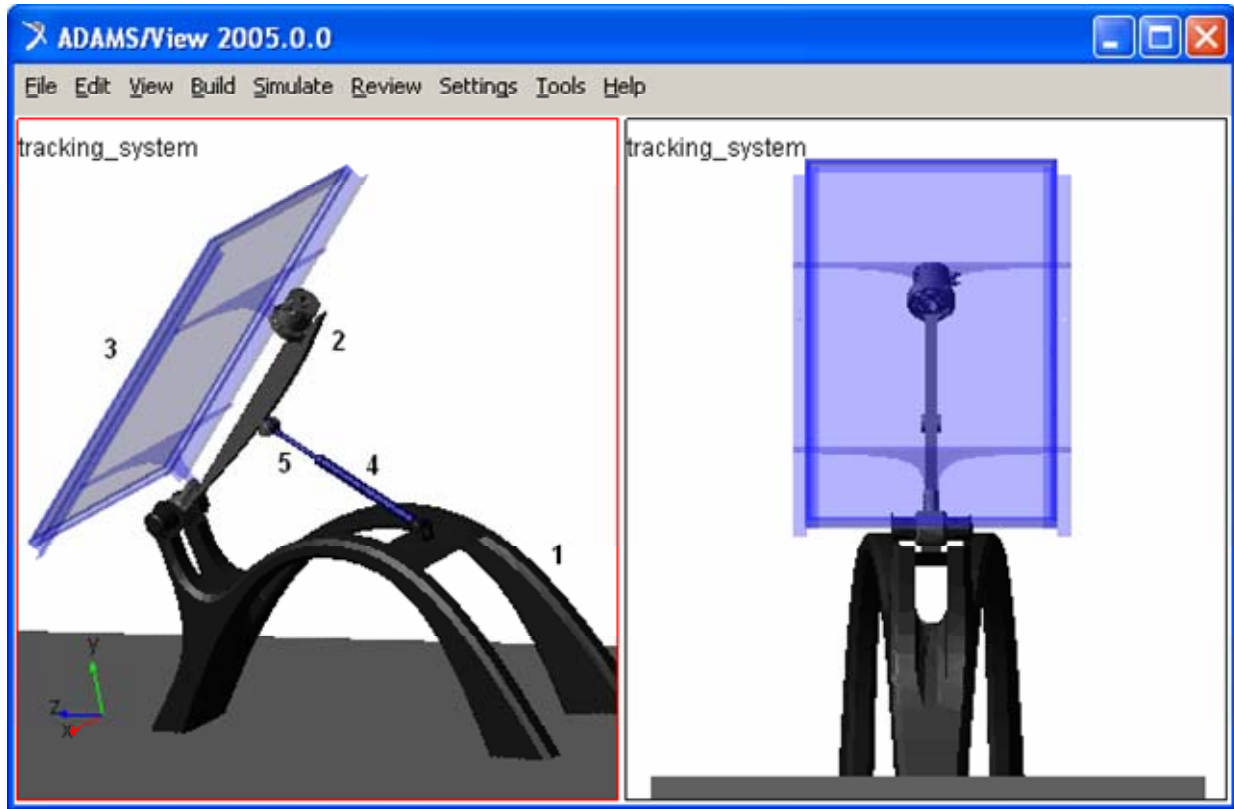 ADAMS/View 2005.0.0
File Edit View Build Simulate Review Settings Tools Help
tracking_system
tracking_system
2
3
5
4
1
y
z
x